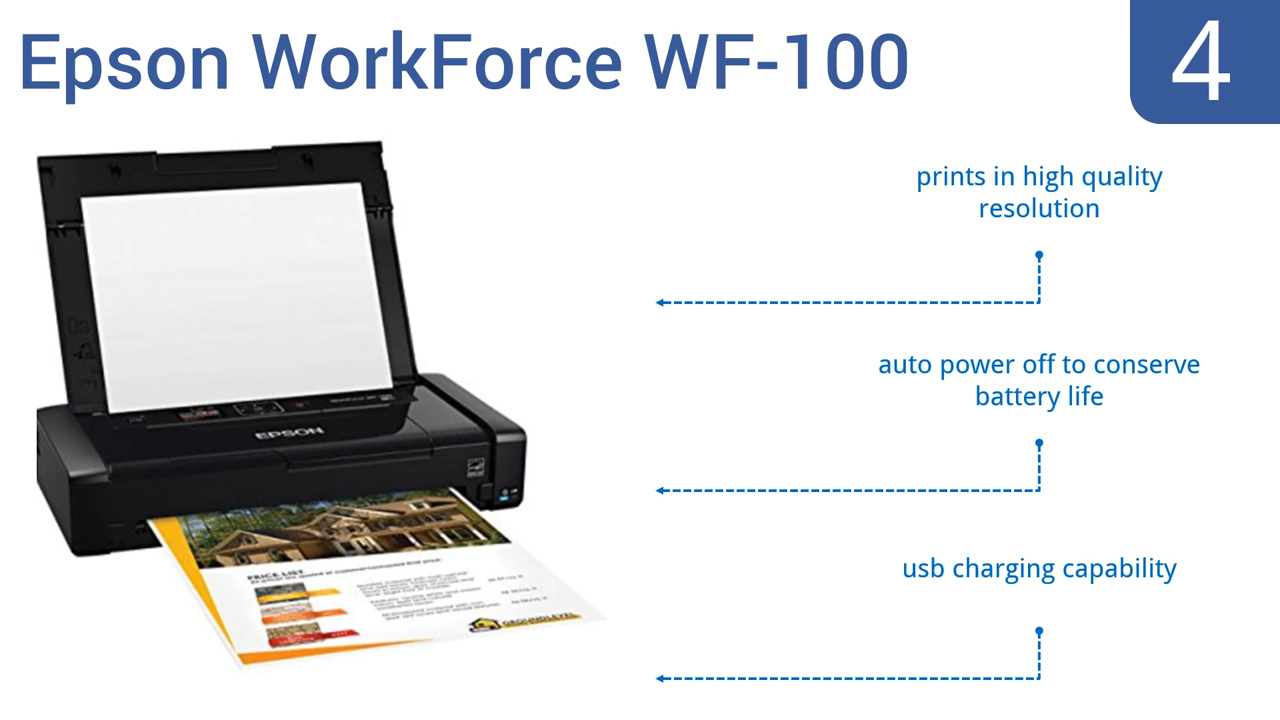 Epson WorkForce WF-100
4
prints in high quality
resolution
auto power off to conserve
battery life
usb charging capability
EPSON
PRICE LIST
GROUNDLEVEL